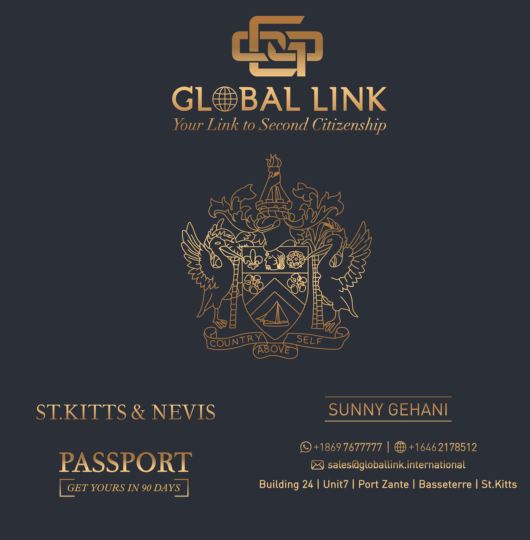 GLOBAL LINK
Your Link to Second Citizenship
COUNTRY ABOVE SELF
ST.KITTS & NEVIS
PASSPORT
GET YOURS IN 90 DAYS
SUNNY GEHANI
+1869 7677777 | +1646 2178512
sales@globallink.international
Building 24 | Unit7 | Port Zante | Basseterre | St.Kitts